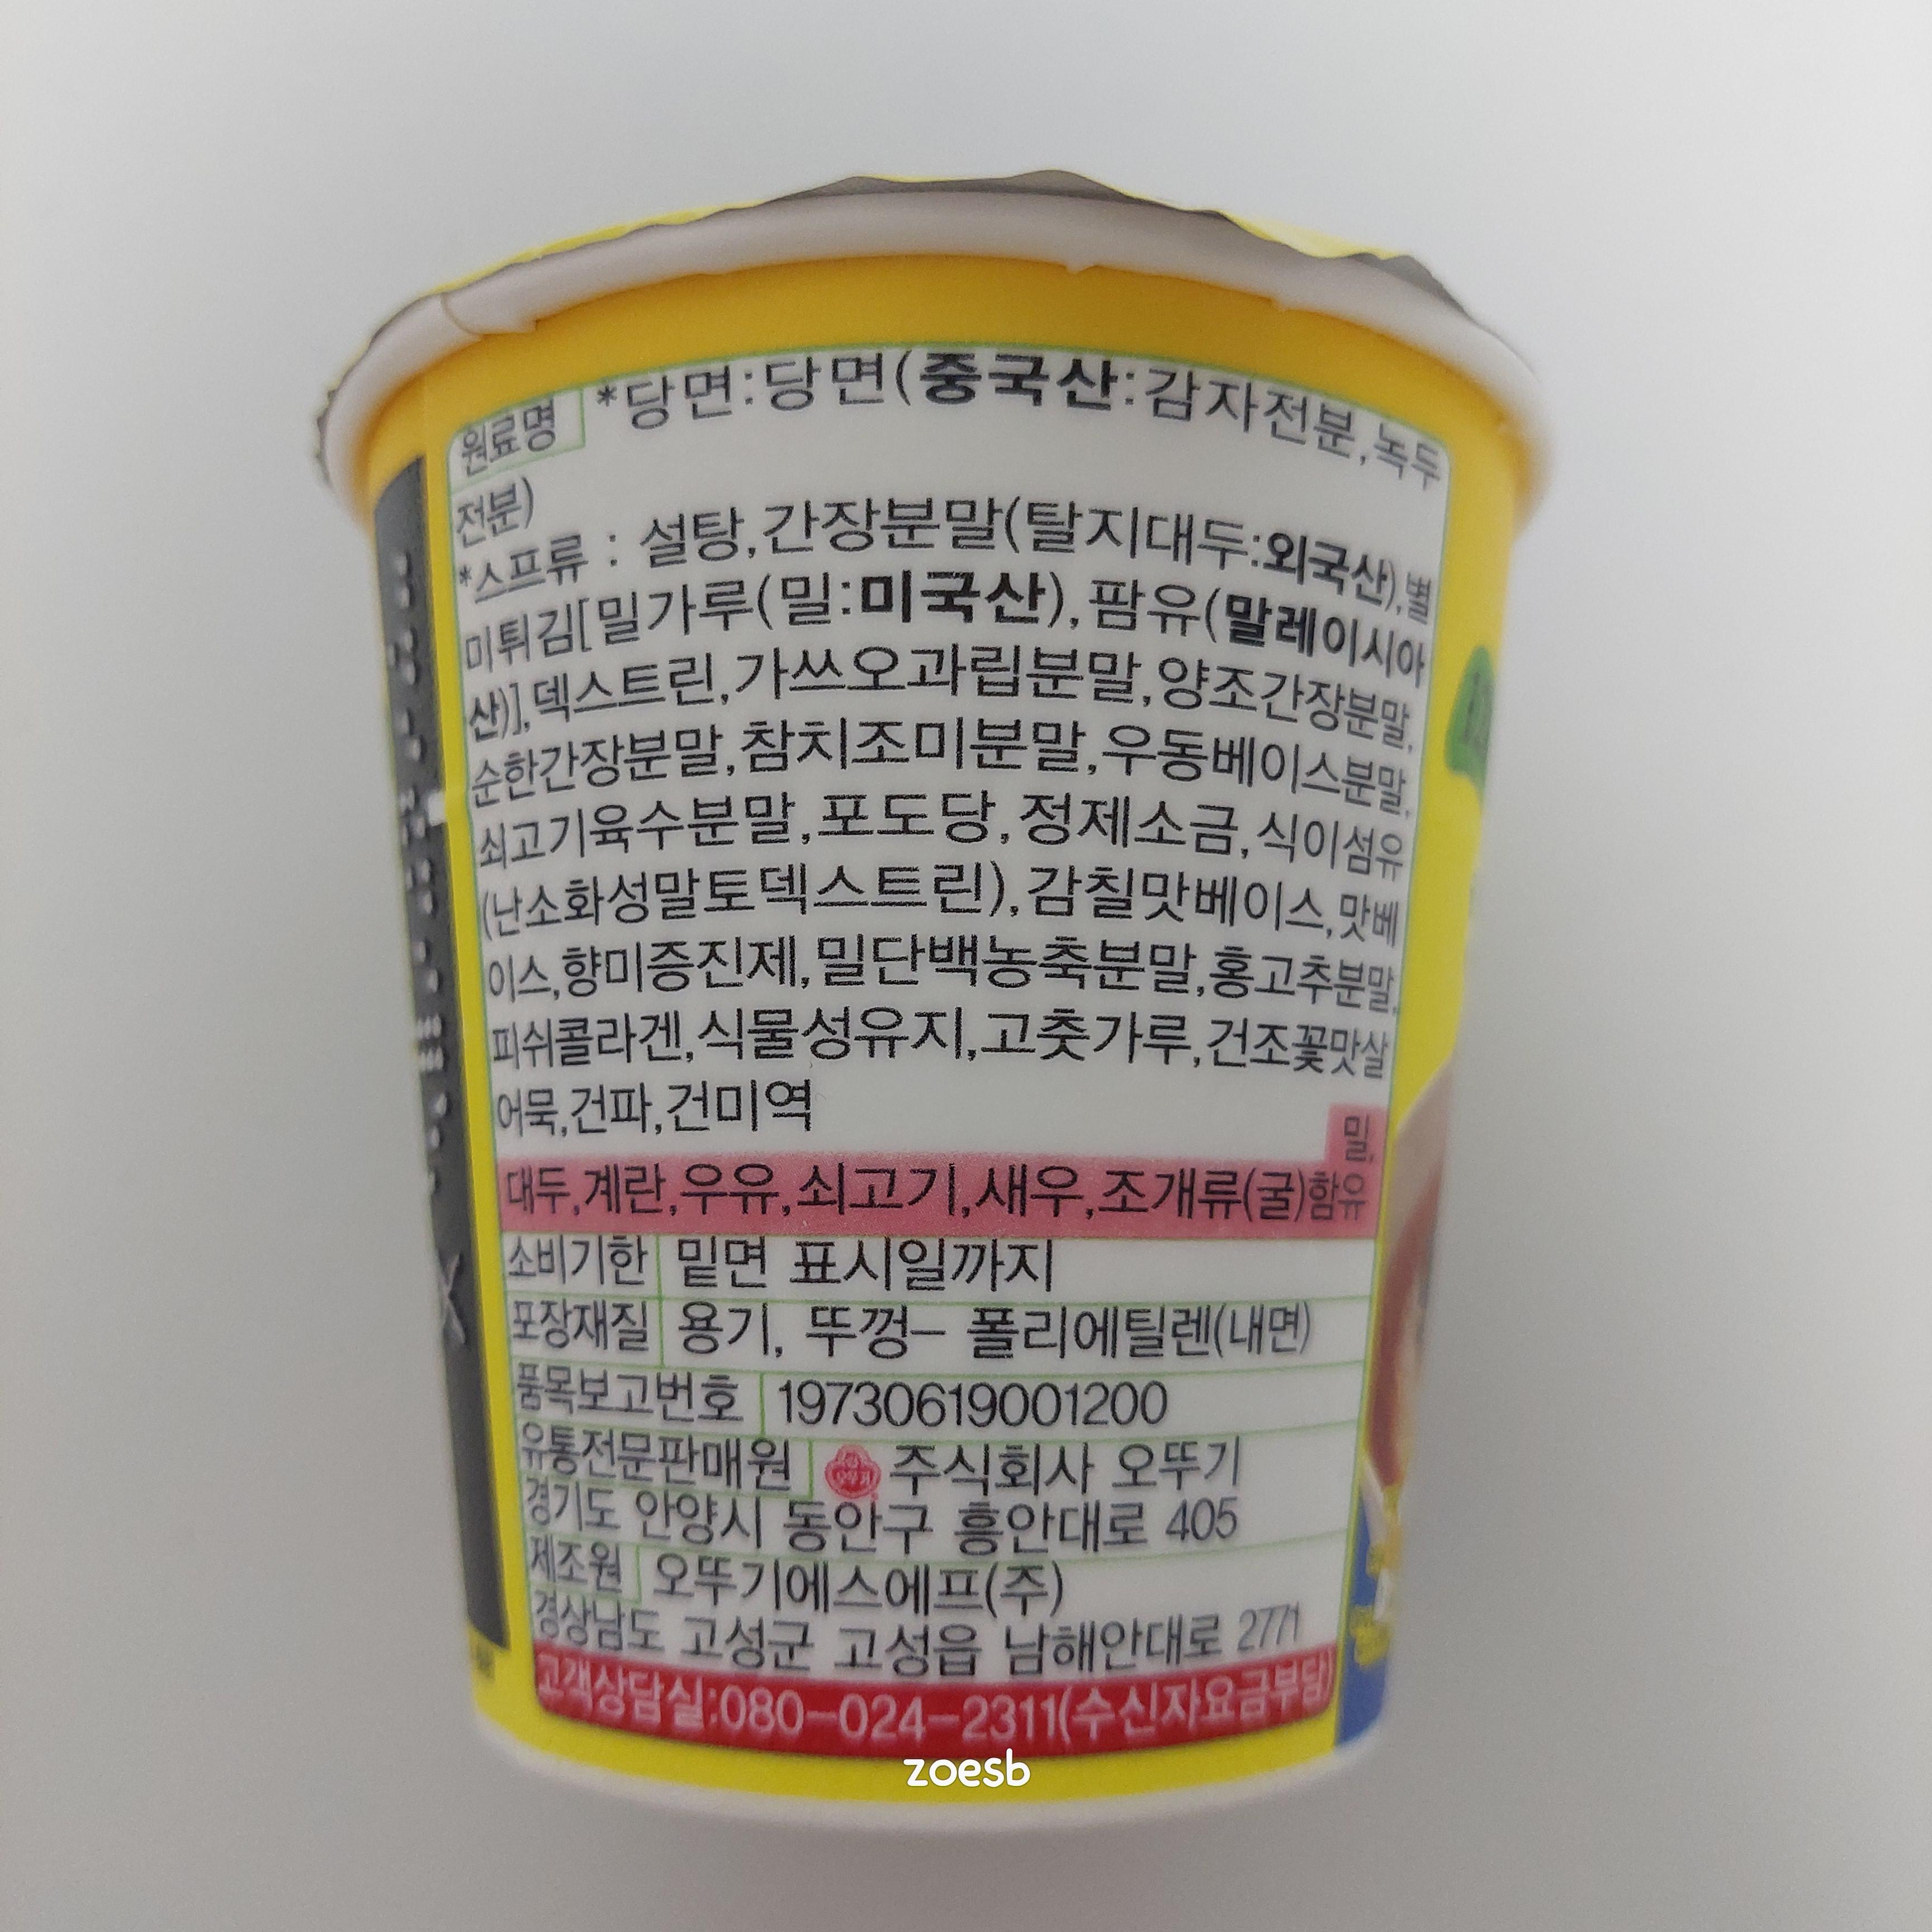 원료명 *당면:당면(중국산:감자전분,녹두
전분)
*스프류 : 설탕,간장분말(탈지대두:외국산),별
미튀김[밀가루(밀:미국산),팜유(말레이시아
산)],덱스트린,가쓰오과립분말,양조간장분말,
순한간장분말,참치조미분말,우동베이스분말,
쇠고기육수분말,포도당,정제소금,식이섬유
(난소화성말토덱스트린),감칠맛베이스,맛베
이스,향미증진제,밀단백농축분말,홍고추분말,
피쉬콜라겐,식물성유지,고춧가루,건조꽃맛살
어묵,건파,건미역
밀,
대두,계란,우유,쇠고기,새우,조개류(굴)함유
소비기한 밑면 표시일까지
포장재질 용기, 뚜껑– 폴리에틸렌(내면)
품목보고번호 19730619001200
유통전문판매원 오뚜기 주식회사 오뚜기
경기도 안양시 동안구 흥안대로 405
제조원 오뚜기에스에프(주)
경상남도 고성군 고성읍 남해안대로 2771
고객상담실:080–024–2311(수신자요금부담)
zoesb